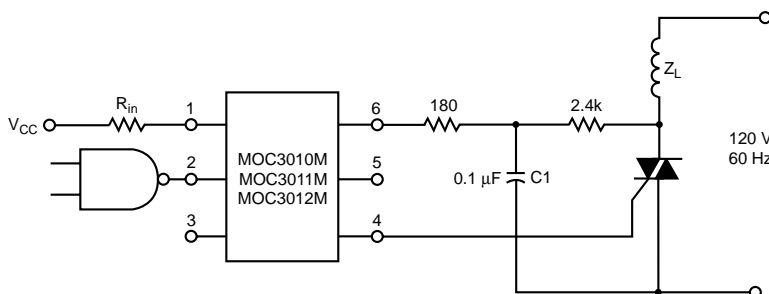 Z_L
R_in
1
6
180
2.4k
V_CC
120 V
60 Hz
MOC3010M
MOC3011M
MOC3012M
2
5
0.1 μF
C1
3
4